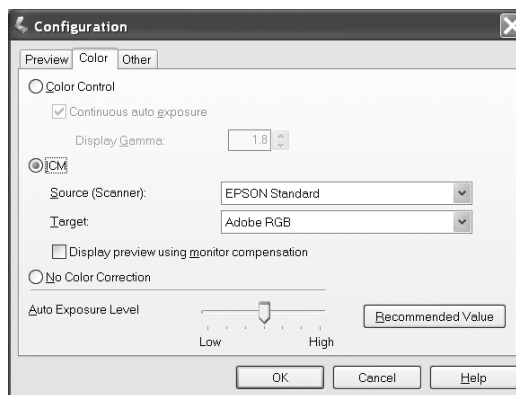 Configuration
Preview Color Other
Color Control
Continuous auto exposure
Display Gamma: 1.8
ICM
Source (Scanner): EPSON Standard
Target: Adobe RGB
Display preview using monitor compensation
No Color Correction
Auto Exposure Level
Recommended Value
Low High
OK Cancel Help